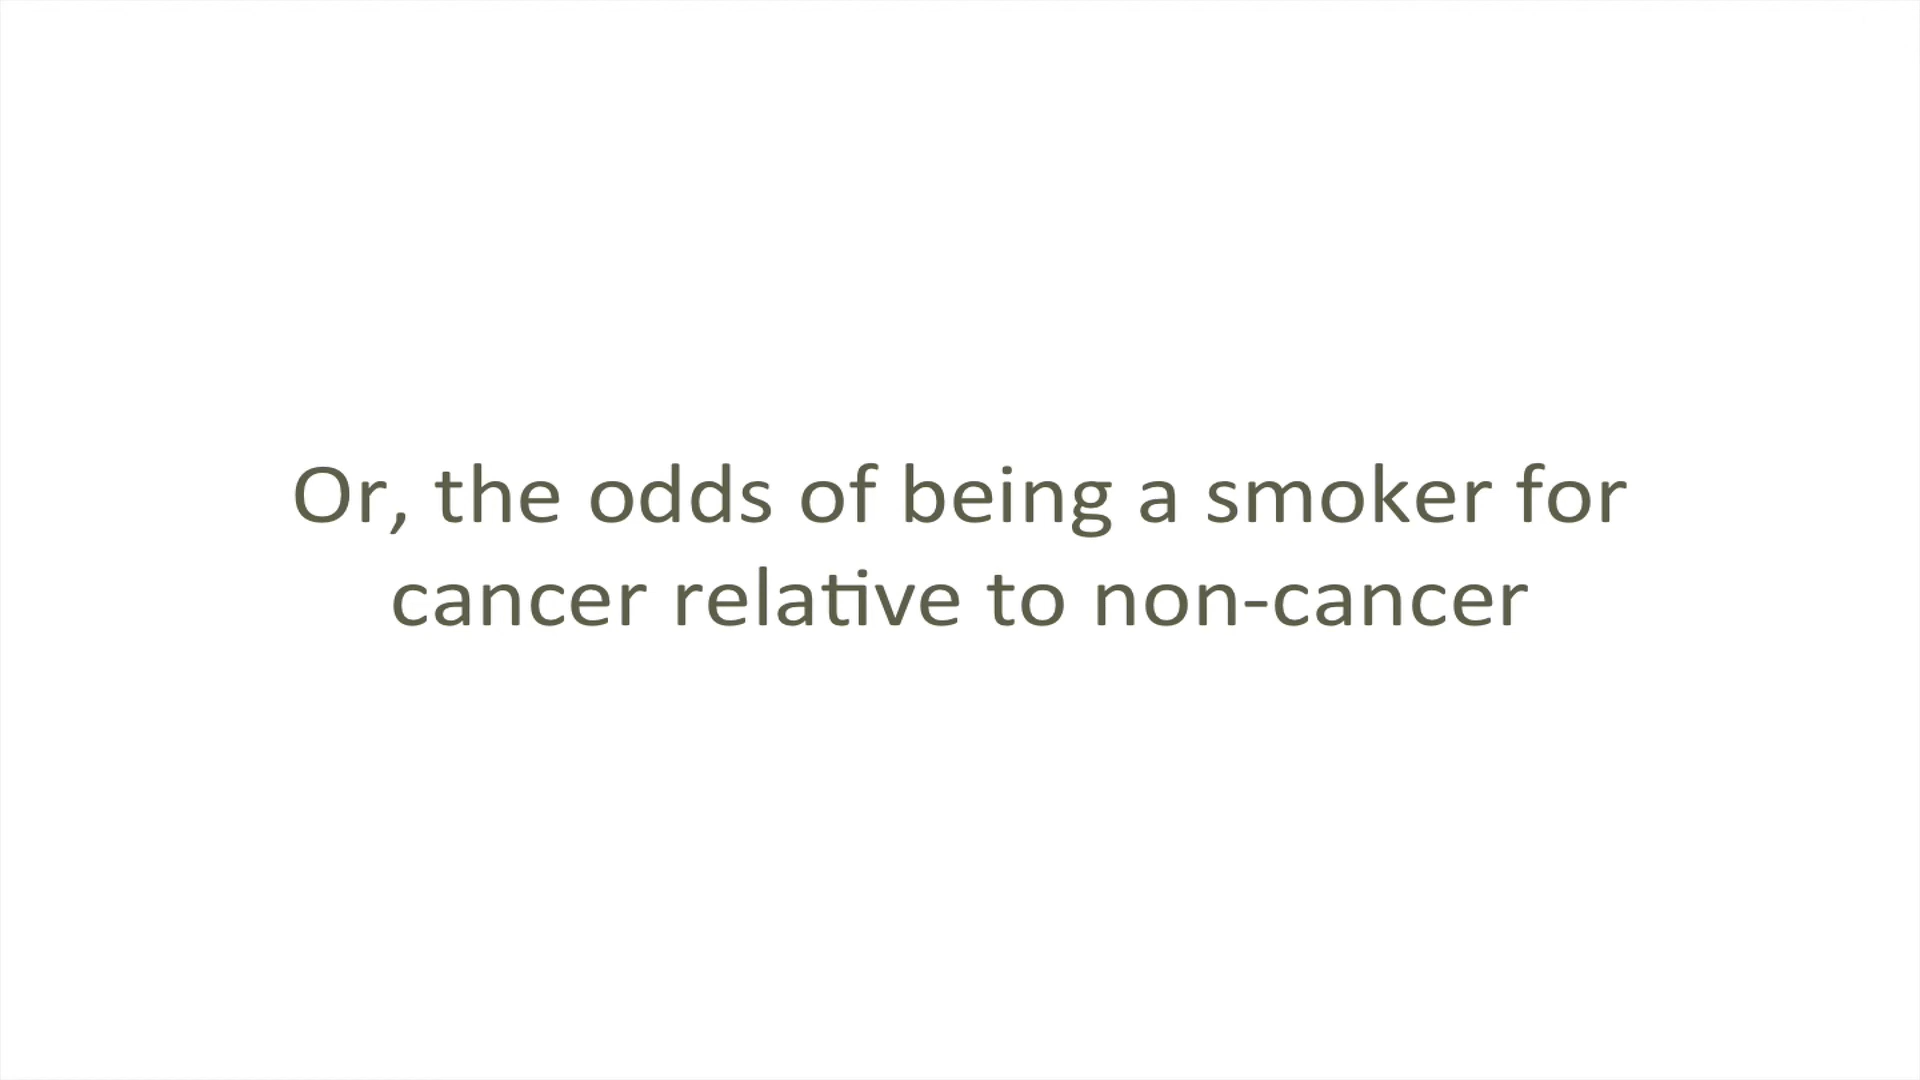 Or, the odds of being a smoker for
cancer relative to non-cancer